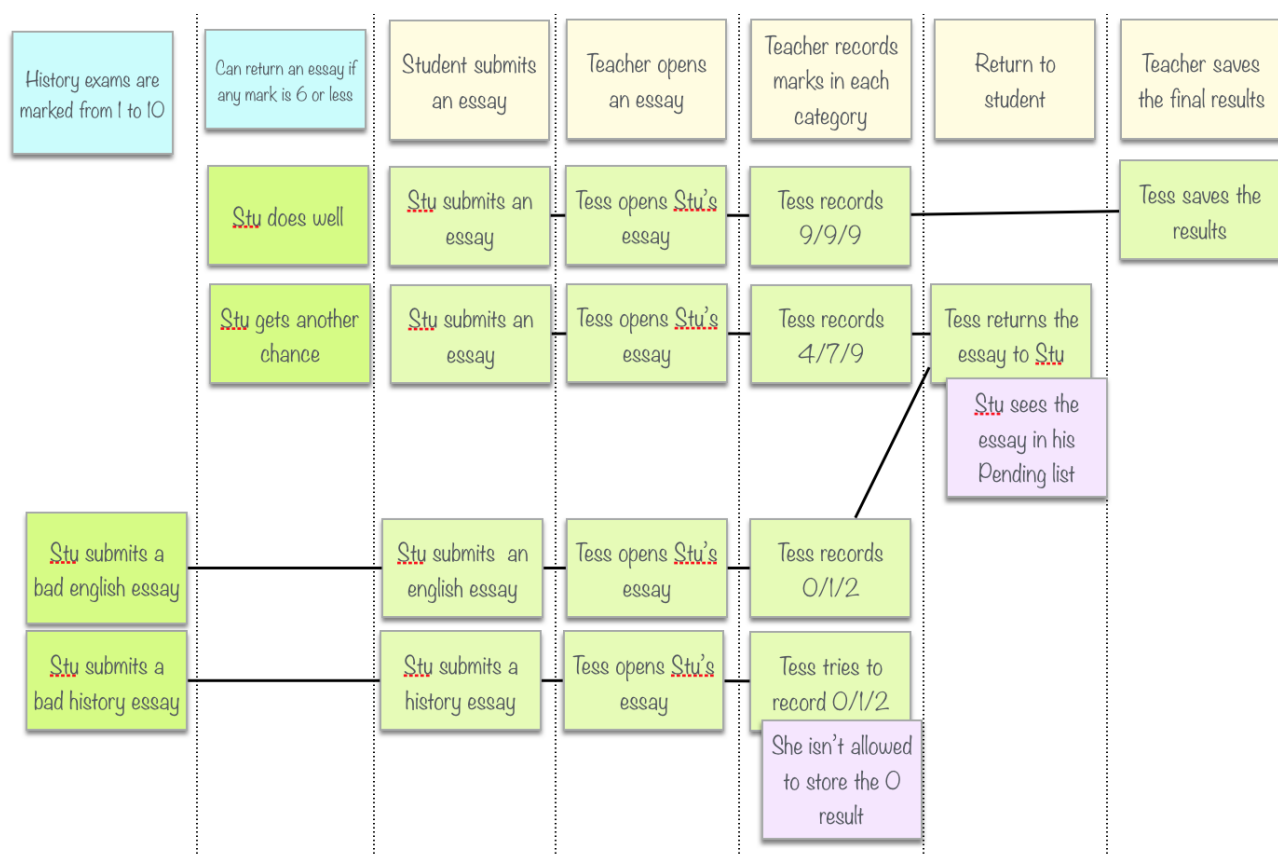 History exams are
marked from 1 to 10
Can return an essay if
any mark is 6 or less
Student submits
an essay
Teacher opens
an essay
Teacher records
marks in each
category
Return to
student
Teacher saves
the final results
Stu does well
Stu submits an
essay
Tess opens Stu's
essay
Tess records
9/9/9
Tess saves the
results
Stu gets another
chance
Stu submits an
essay
Tess opens Stu's
essay
Tess records
4/7/9
Tess returns the
essay to Stu
Stu sees the
essay in his
Pending list
Stu submits a
bad english essay
Stu submits an
english essay
Tess opens Stu's
essay
Tess records
0/1/2
Stu submits a
bad history essay
Stu submits a
history essay
Tess opens Stu's
essay
Tess tries to
record 0/1/2
She isn't allowed
to store the 0
result